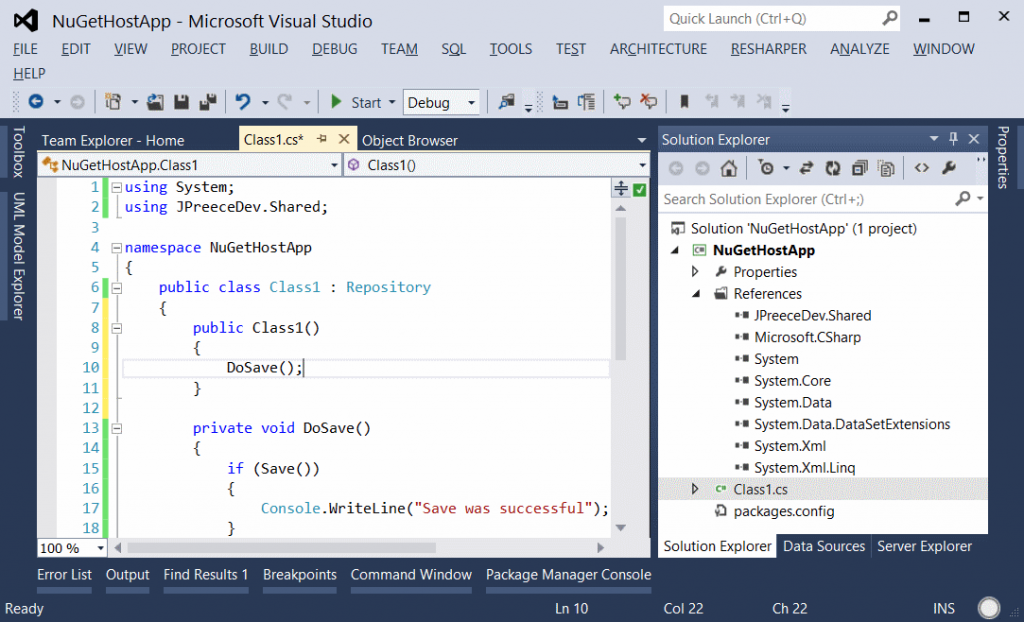 NuGetHostApp - Microsoft Visual Studio
Quick Launch (Ctrl+Q)
FILE EDIT VIEW PROJECT BUILD DEBUG TEAM SQL TOOLS TEST ARCHITECTURE RESHARPER ANALYZE WINDOW
HELP
Start Debug
Toolbox
UML Model Explorer
Team Explorer - Home Class1.cs* Object Browser
NuGetHostApp.Class1 Class1()
1 using System;
2 using JPreeceDev.Shared;
3
4 namespace NuGetHostApp
5 {
6 public class Class1 : Repository
7 {
8 public Class1()
9 {
10 DoSave();
11 }
12
13 private void DoSave()
14 {
15 if (Save())
16 {
17 Console.WriteLine("Save was successful");
18 }
100 %
Solution Explorer
Search Solution Explorer (Ctrl+;)
Solution 'NuGetHostApp' (1 project)
NuGetHostApp
Properties
References
JPreeceDev.Shared
Microsoft.CSharp
System
System.Core
System.Data
System.Data.DataSetExtensions
System.Xml
System.Xml.Linq
Class1.cs
packages.config
Solution Explorer Data Sources Server Explorer
Properties
Error List Output Find Results 1 Breakpoints Command Window Package Manager Console
Ready Ln 10 Col 22 Ch 22 INS